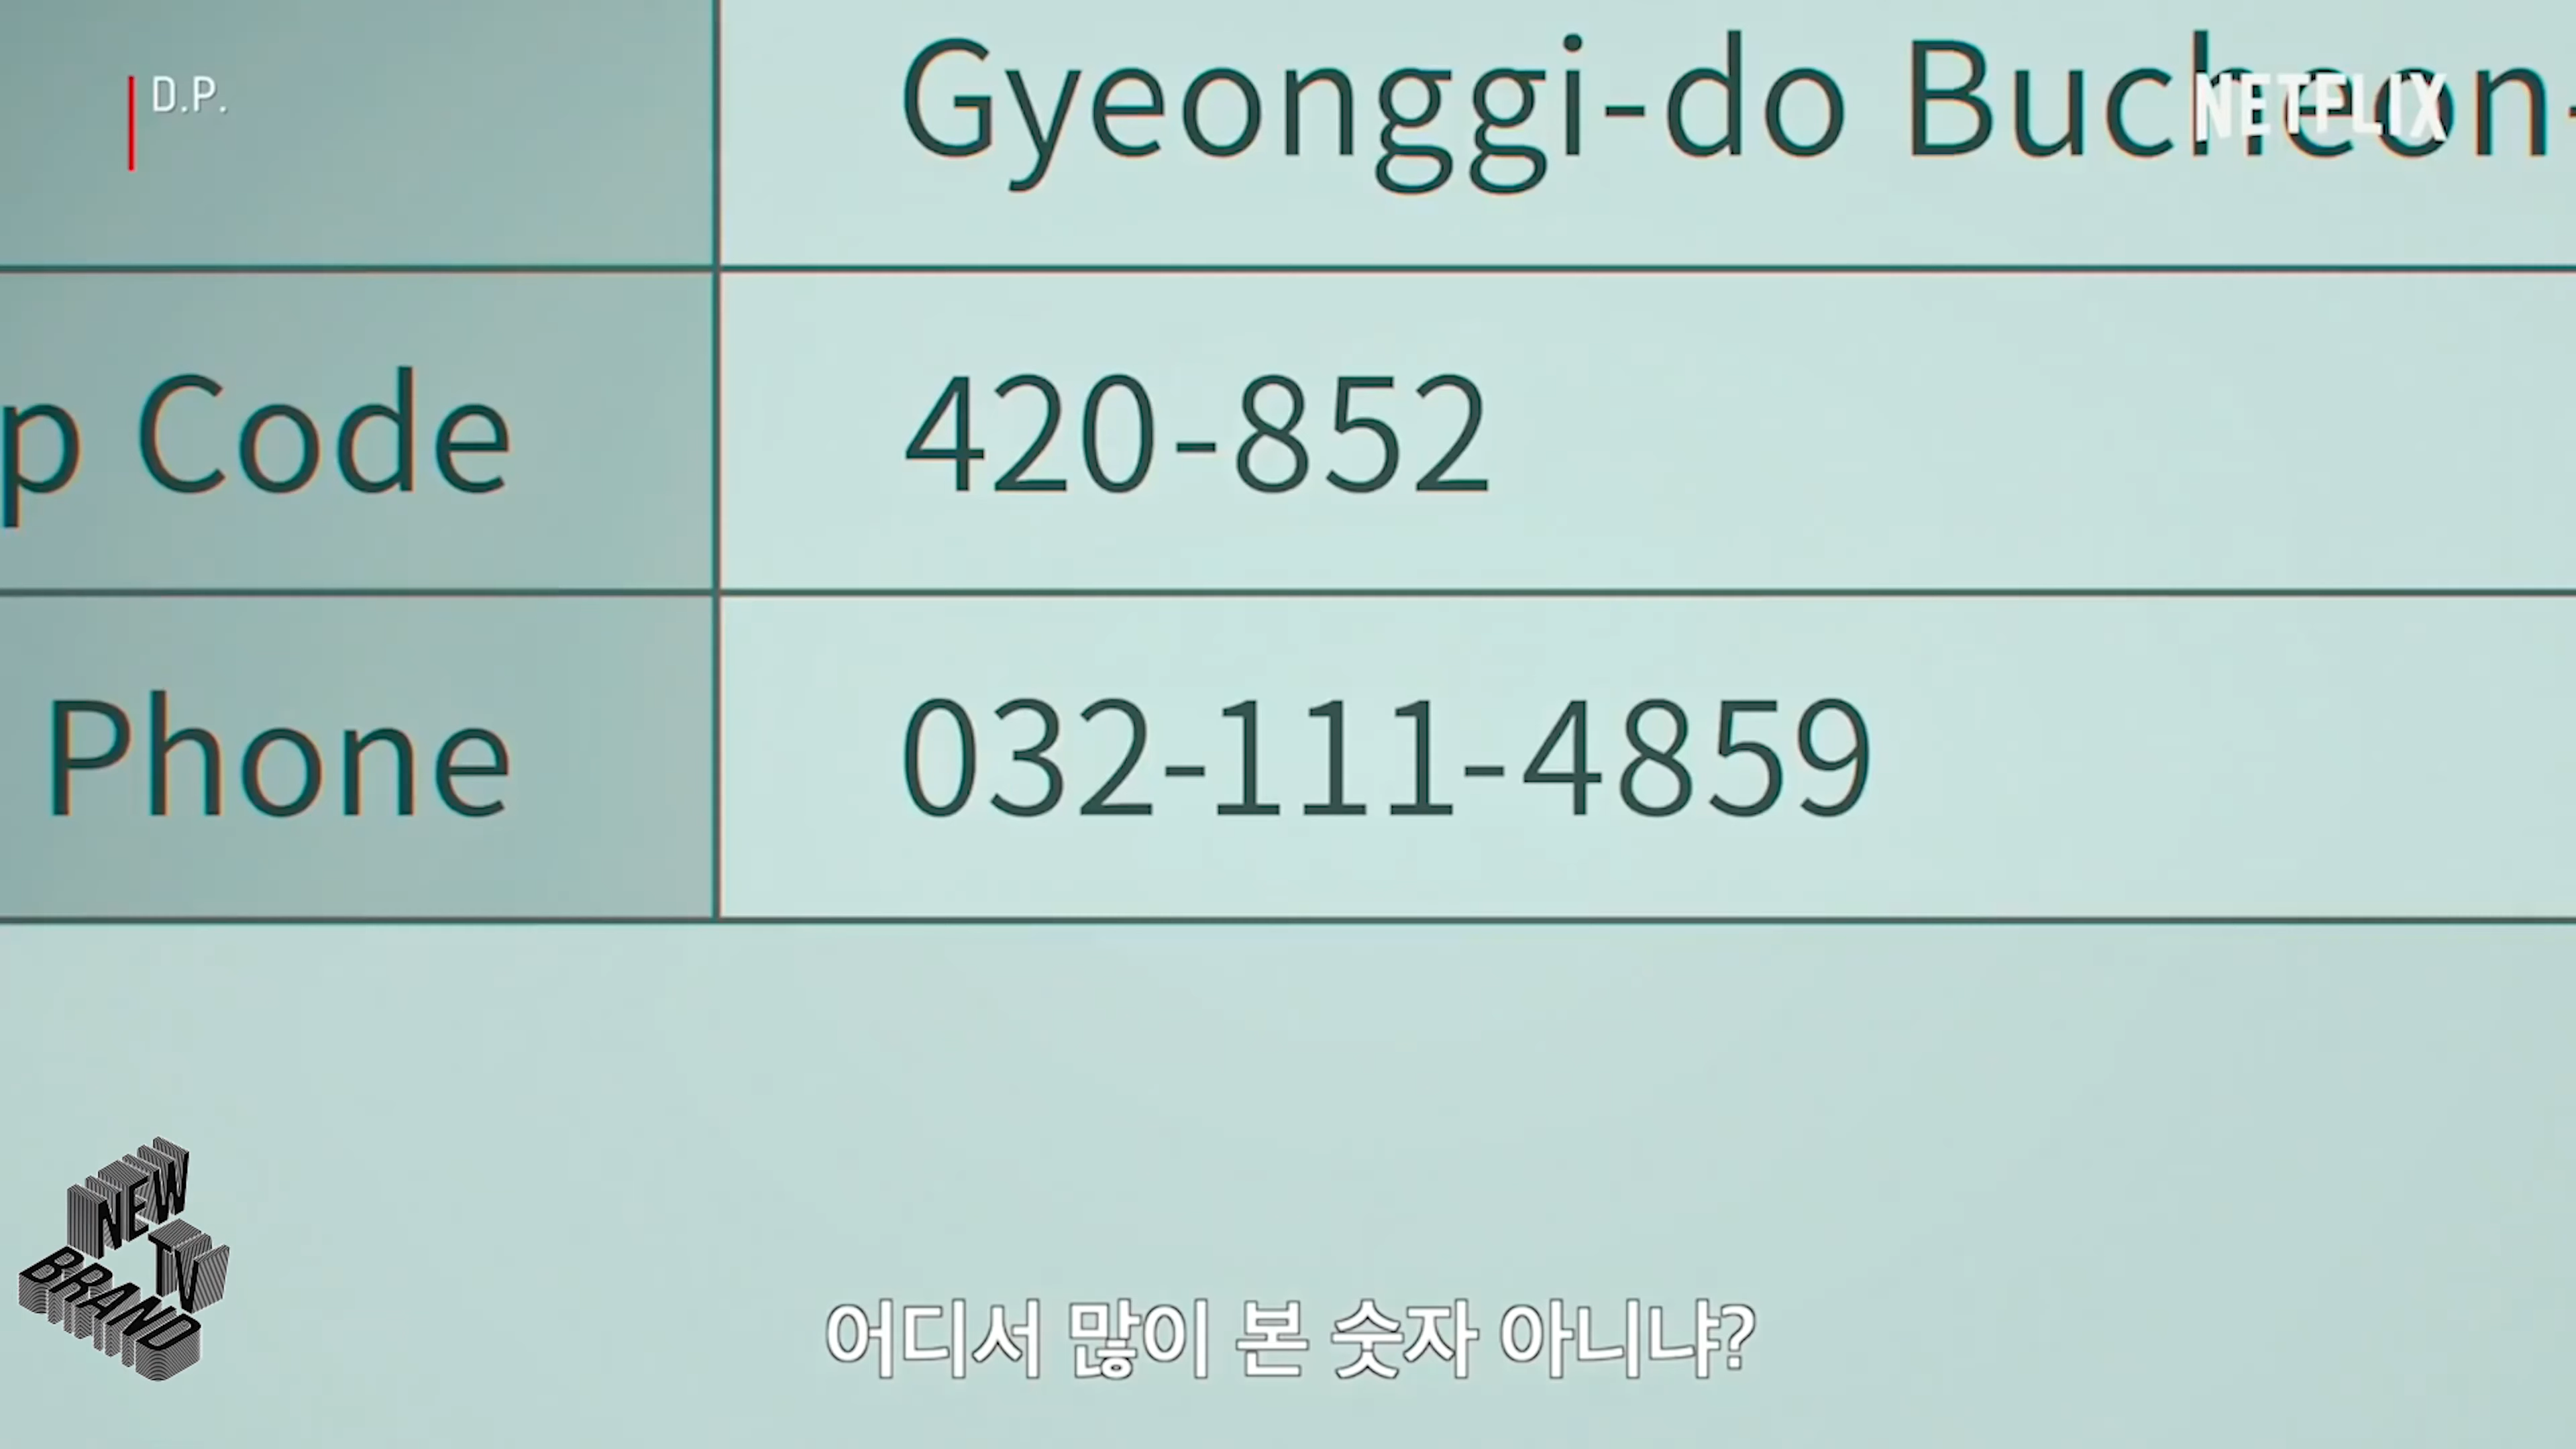 D.P.
NETFLIX
Gyeonggi-do Bucheon-
p Code
420-852
Phone
032-111-4859
NEW
TV
BRAND
어디서 많이 본 숫자 아니냐?